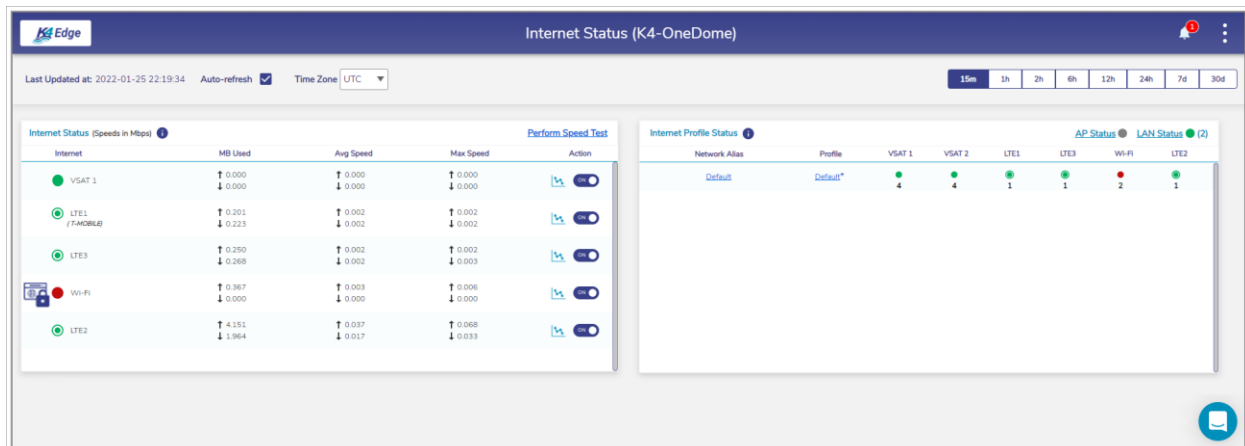 K4 Edge
Internet Status (K4-OneDome)
1
Last Updated at: 2022-01-25 22:19:34 Auto-refresh Time Zone UTC
15m 1h 2h 6h 12h 24h 7d 30d
Internet Status (Speeds in Mbps) Perform Speed Test
Internet MB Used Avg Speed Max Speed Action
VSAT 1 ↑ 0.000 ↑ 0.000 ↑ 0.000 ON
↓ 0.000 ↓ 0.000 ↓ 0.000
LTE1 ↑ 0.201 ↑ 0.002 ↑ 0.002 ON
(T-MOBILE) ↓ 0.223 ↓ 0.002 ↓ 0.002
LTE3 ↑ 0.250 ↑ 0.002 ↑ 0.002 ON
↓ 0.268 ↓ 0.002 ↓ 0.003
Wi-Fi ↑ 0.367 ↑ 0.003 ↑ 0.006 ON
↓ 0.000 ↓ 0.000 ↓ 0.000
LTE2 ↑ 4.151 ↑ 0.037 ↑ 0.068 ON
↓ 1.964 ↓ 0.017 ↓ 0.033
Internet Profile Status AP Status LAN Status (2)
Network Alias Profile VSAT 1 VSAT 2 LTE1 LTE3 Wi-Fi LTE2
Default Default*
4 4 1 1 2 1